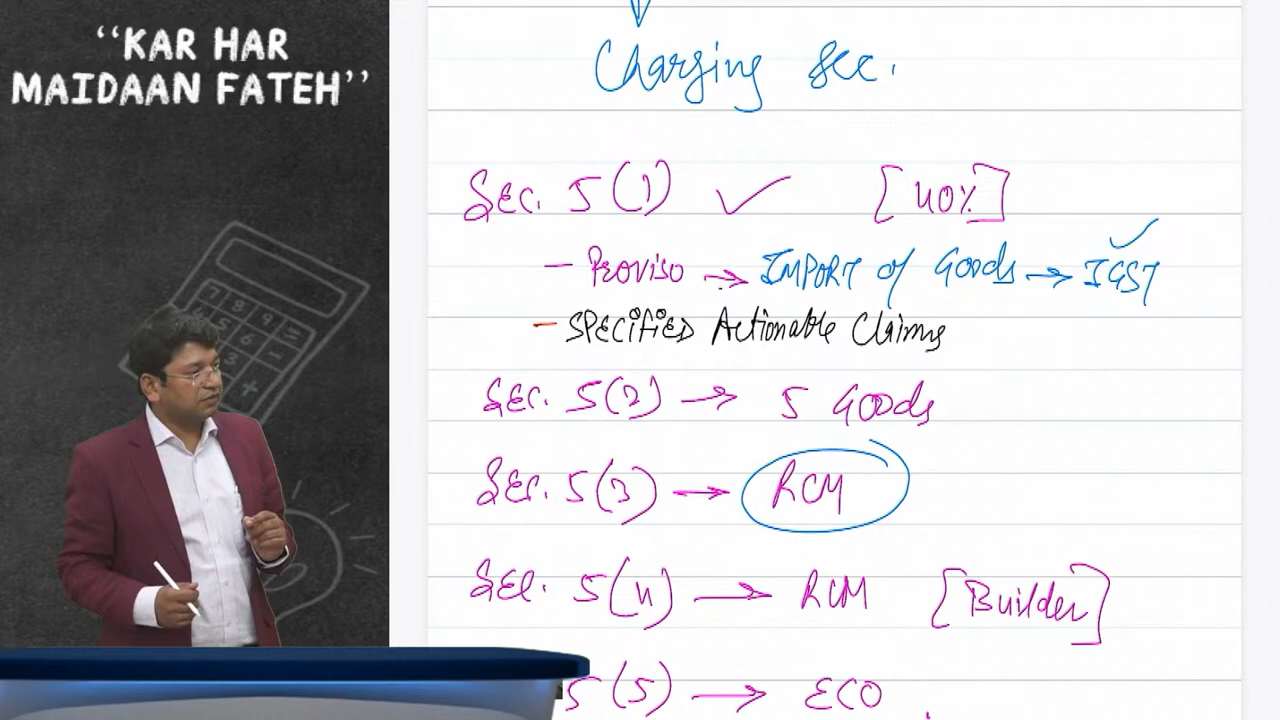 “KAR HAR
MAIDAAN FATEH”
Charging Sec.
Sec. 5(1) ✓ [40%]
- Proviso → IMPORT of Goods → IGST ✓
- SPECIFIED Actionable Claims
Sec. 5(2) → 5 Goods
Sec. 5(3) → RCM
Sec. 5(4) → RCM [Builder]
5(5) → ECO